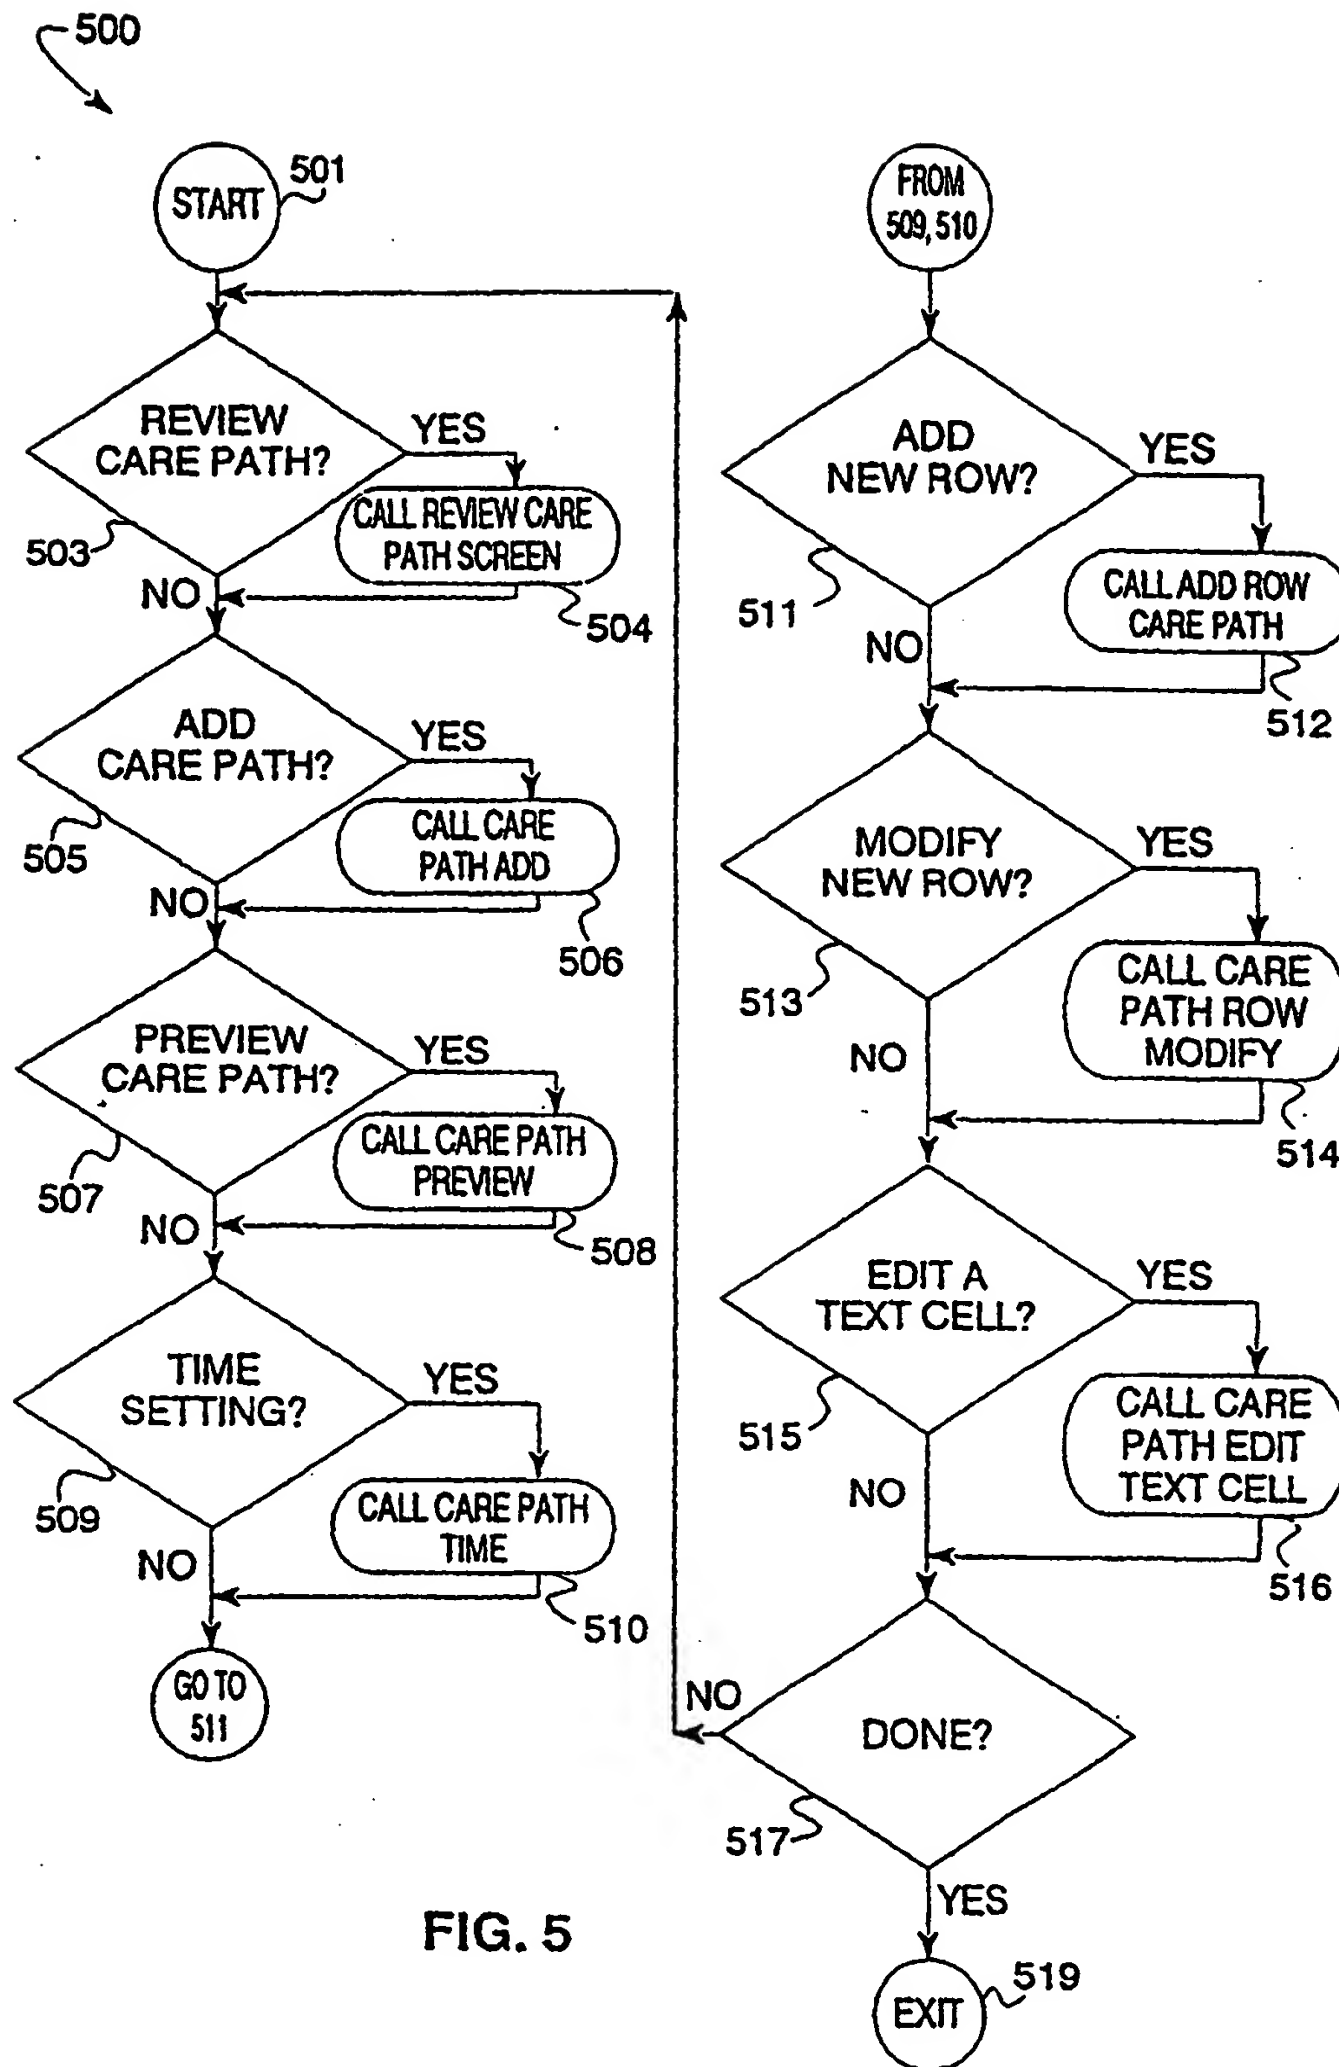 500
START
501
REVIEW
CARE PATH?
YES
503
CALL REVIEW CARE
PATH SCREEN
NO
504
ADD
CARE PATH?
YES
505
CALL CARE
PATH ADD
NO
506
PREVIEW
CARE PATH?
YES
507
CALL CARE PATH
PREVIEW
NO
508
TIME
SETTING?
YES
509
CALL CARE PATH
TIME
NO
510
GO TO
511
FROM
509, 510
ADD
NEW ROW?
YES
511
CALL ADD ROW
CARE PATH
NO
512
MODIFY
NEW ROW?
YES
513
CALL CARE
PATH ROW
MODIFY
NO
514
EDIT A
TEXT CELL?
YES
515
CALL CARE
PATH EDIT
TEXT CELL
NO
516
NO
DONE?
517
YES
EXIT
519
FIG. 5